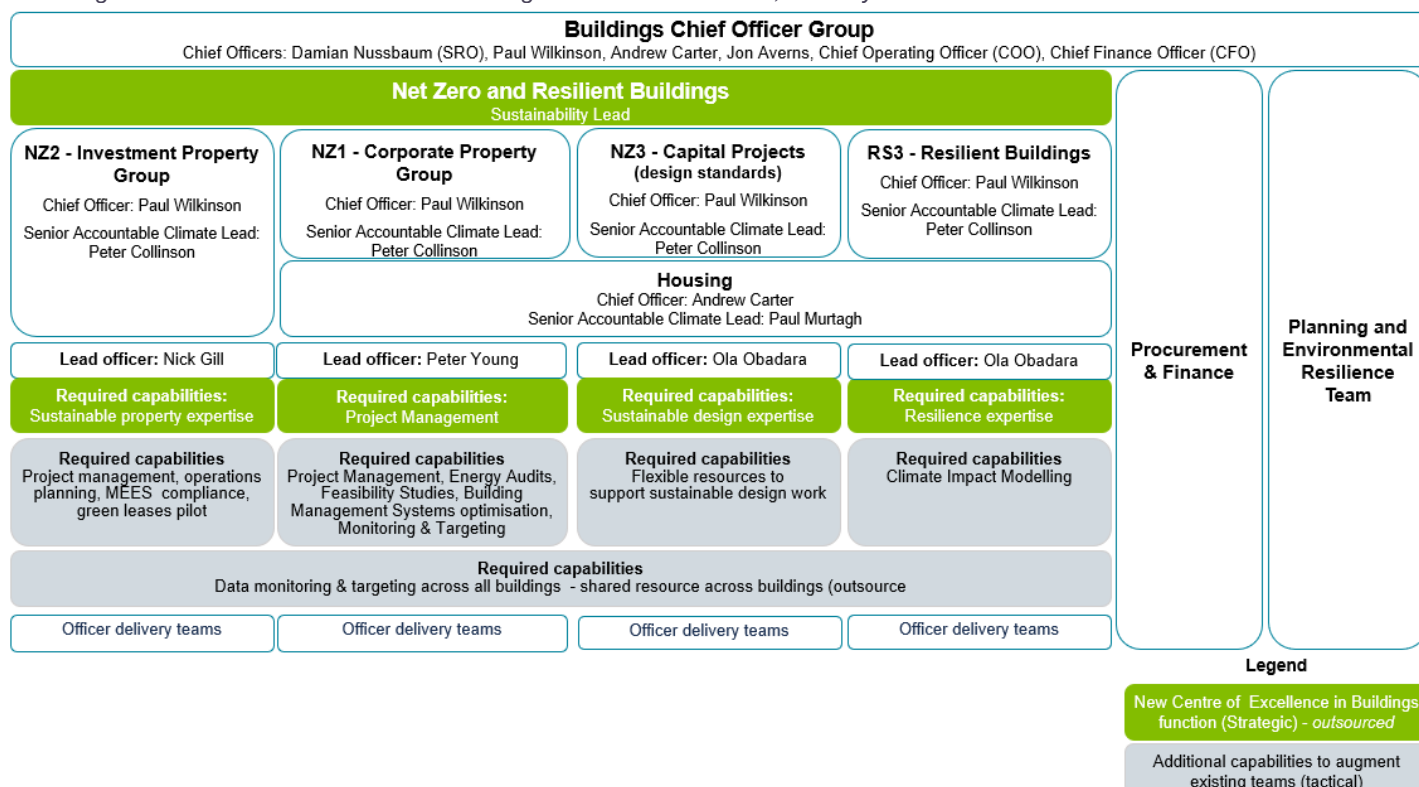 Buildings Chief Officer Group
Chief Officers: Damian Nussbaum (SRO), Paul Wilkinson, Andrew Carter, Jon Averns, Chief Operating Officer (COO), Chief Finance Officer (CFO)
Net Zero and Resilient Buildings
Sustainability Lead
NZ2 - Investment Property
Group
Chief Officer: Paul Wilkinson
Senior Accountable Climate Lead:
Peter Collinson
NZ1 - Corporate Property
Group
Chief Officer: Paul Wilkinson
Senior Accountable Climate Lead:
Peter Collinson
NZ3 - Capital Projects
(design standards)
Chief Officer: Paul Wilkinson
Senior Accountable Climate Lead:
Peter Collinson
RS3 - Resilient Buildings
Chief Officer: Paul Wilkinson
Senior Accountable Climate Lead:
Peter Collinson
Housing
Chief Officer: Andrew Carter
Senior Accountable Climate Lead: Paul Murtagh
Lead officer: Nick Gill
Lead officer: Peter Young
Lead officer: Ola Obadara
Lead officer: Ola Obadara
Required capabilities:
Sustainable property expertise
Required capabilities:
Project Management
Required capabilities:
Sustainable design expertise
Required capabilities:
Resilience expertise
Required capabilities
Project management, operations
planning, MEES compliance,
green leases pilot
Required capabilities
Project Management, Energy Audits,
Feasibility Studies, Building
Management Systems optimisation,
Monitoring & Targeting
Required capabilities
Flexible resources to
support sustainable design work
Required capabilities
Climate Impact Modelling
Required capabilities
Data monitoring & targeting across all buildings - shared resource across buildings (outsource
Officer delivery teams
Officer delivery teams
Officer delivery teams
Officer delivery teams
Procurement
& Finance
Planning and
Environmental
Resilience
Team
Legend
New Centre of Excellence in Buildings
function (Strategic) - outsourced
Additional capabilities to augment
existing teams (tactical)